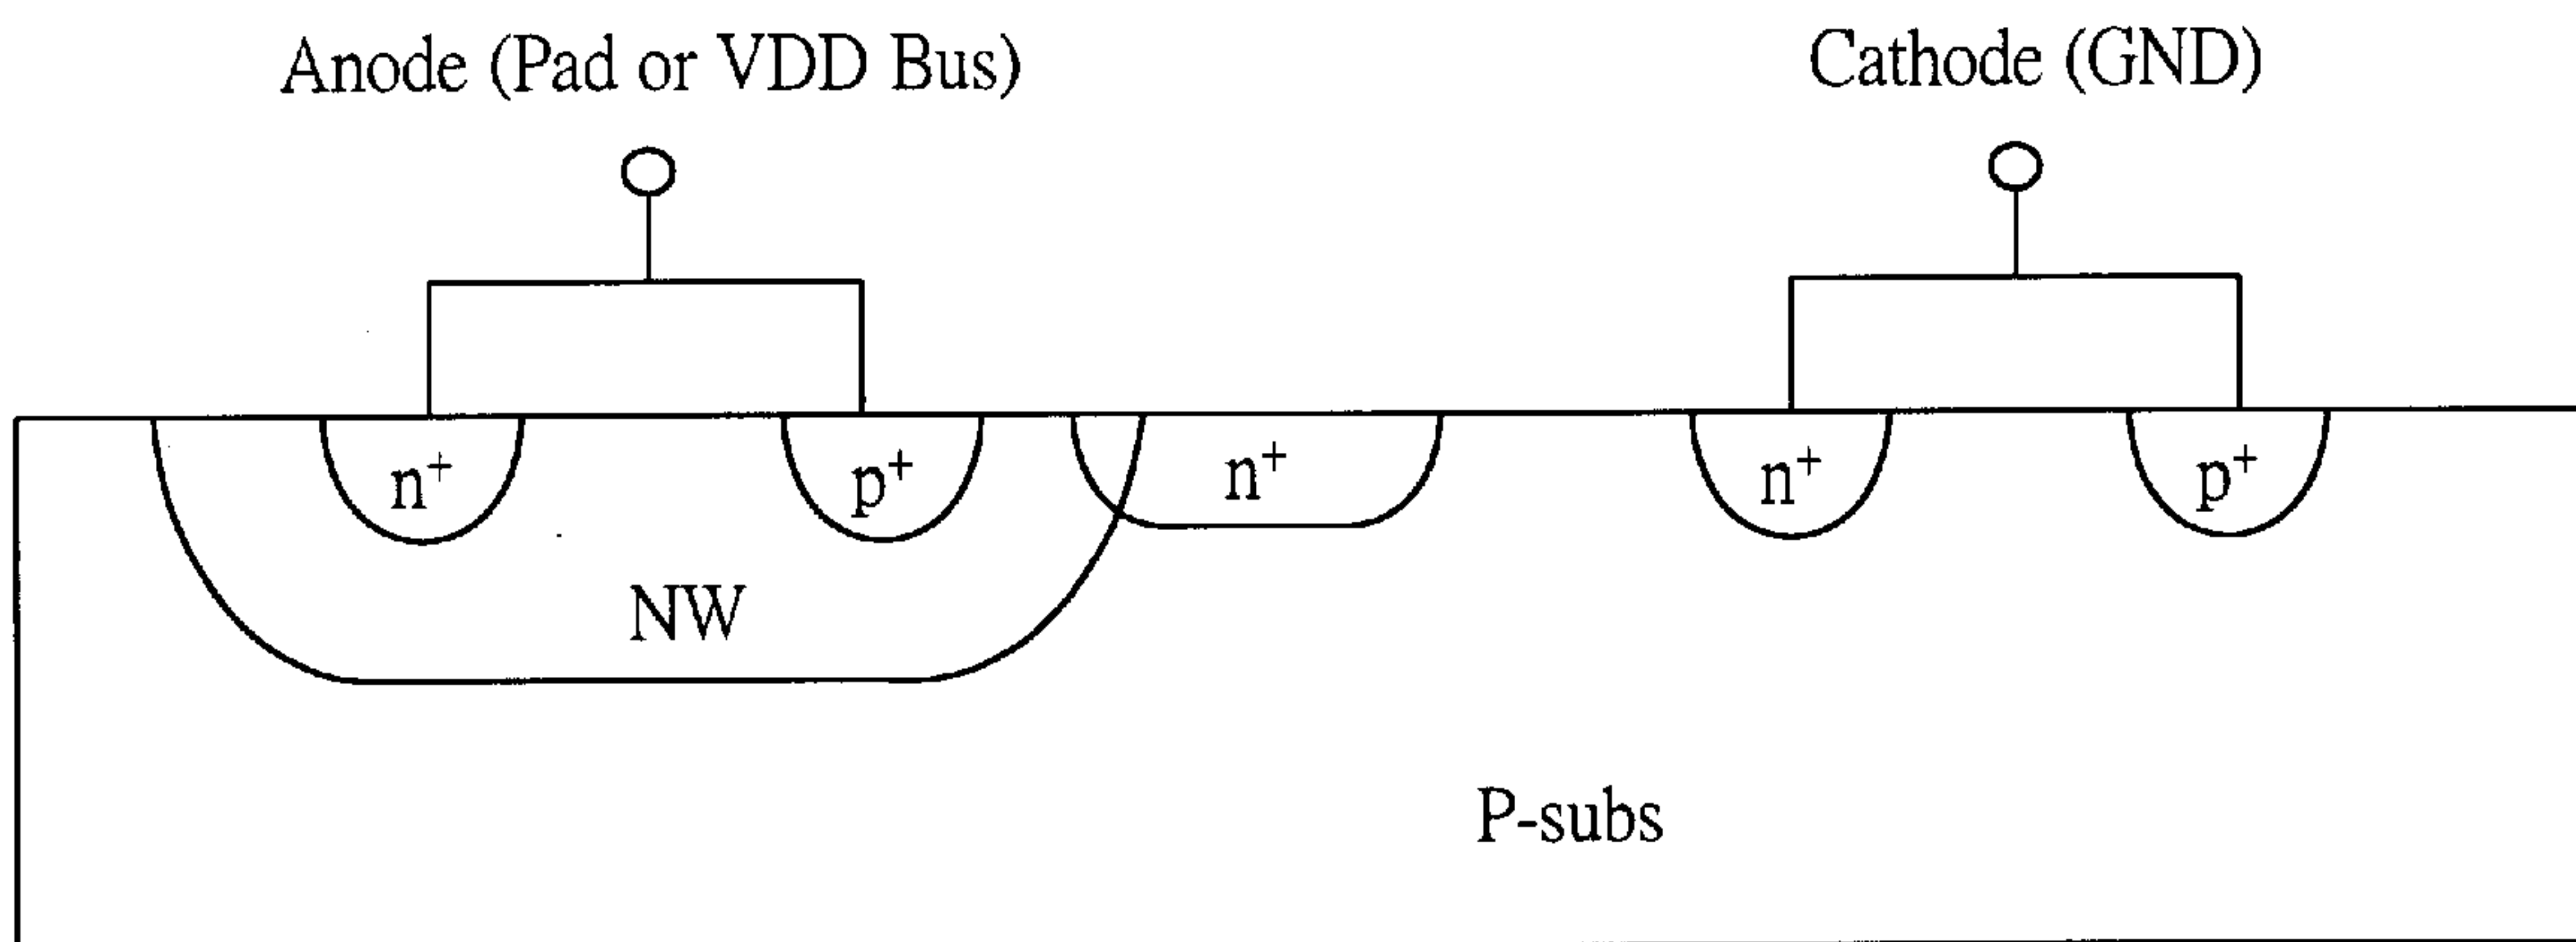 Anode (Pad or VDD Bus)
Cathode (GND)
n+
p+
n+
n+
p+
NW
P-subs